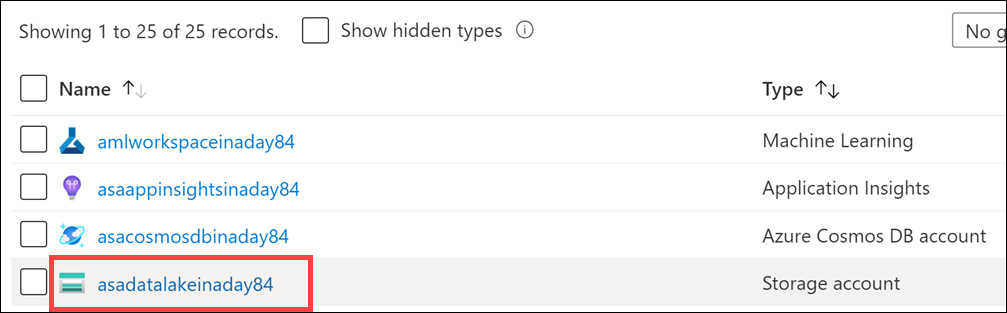 Showing 1 to 25 of 25 records. Show hidden types No g
Name Type
amlworkspaceinaday84 Machine Learning
asaappinsightsinaday84 Application Insights
asacosmosdbinaday84 Azure Cosmos DB account
asadatalakeinaday84 Storage account